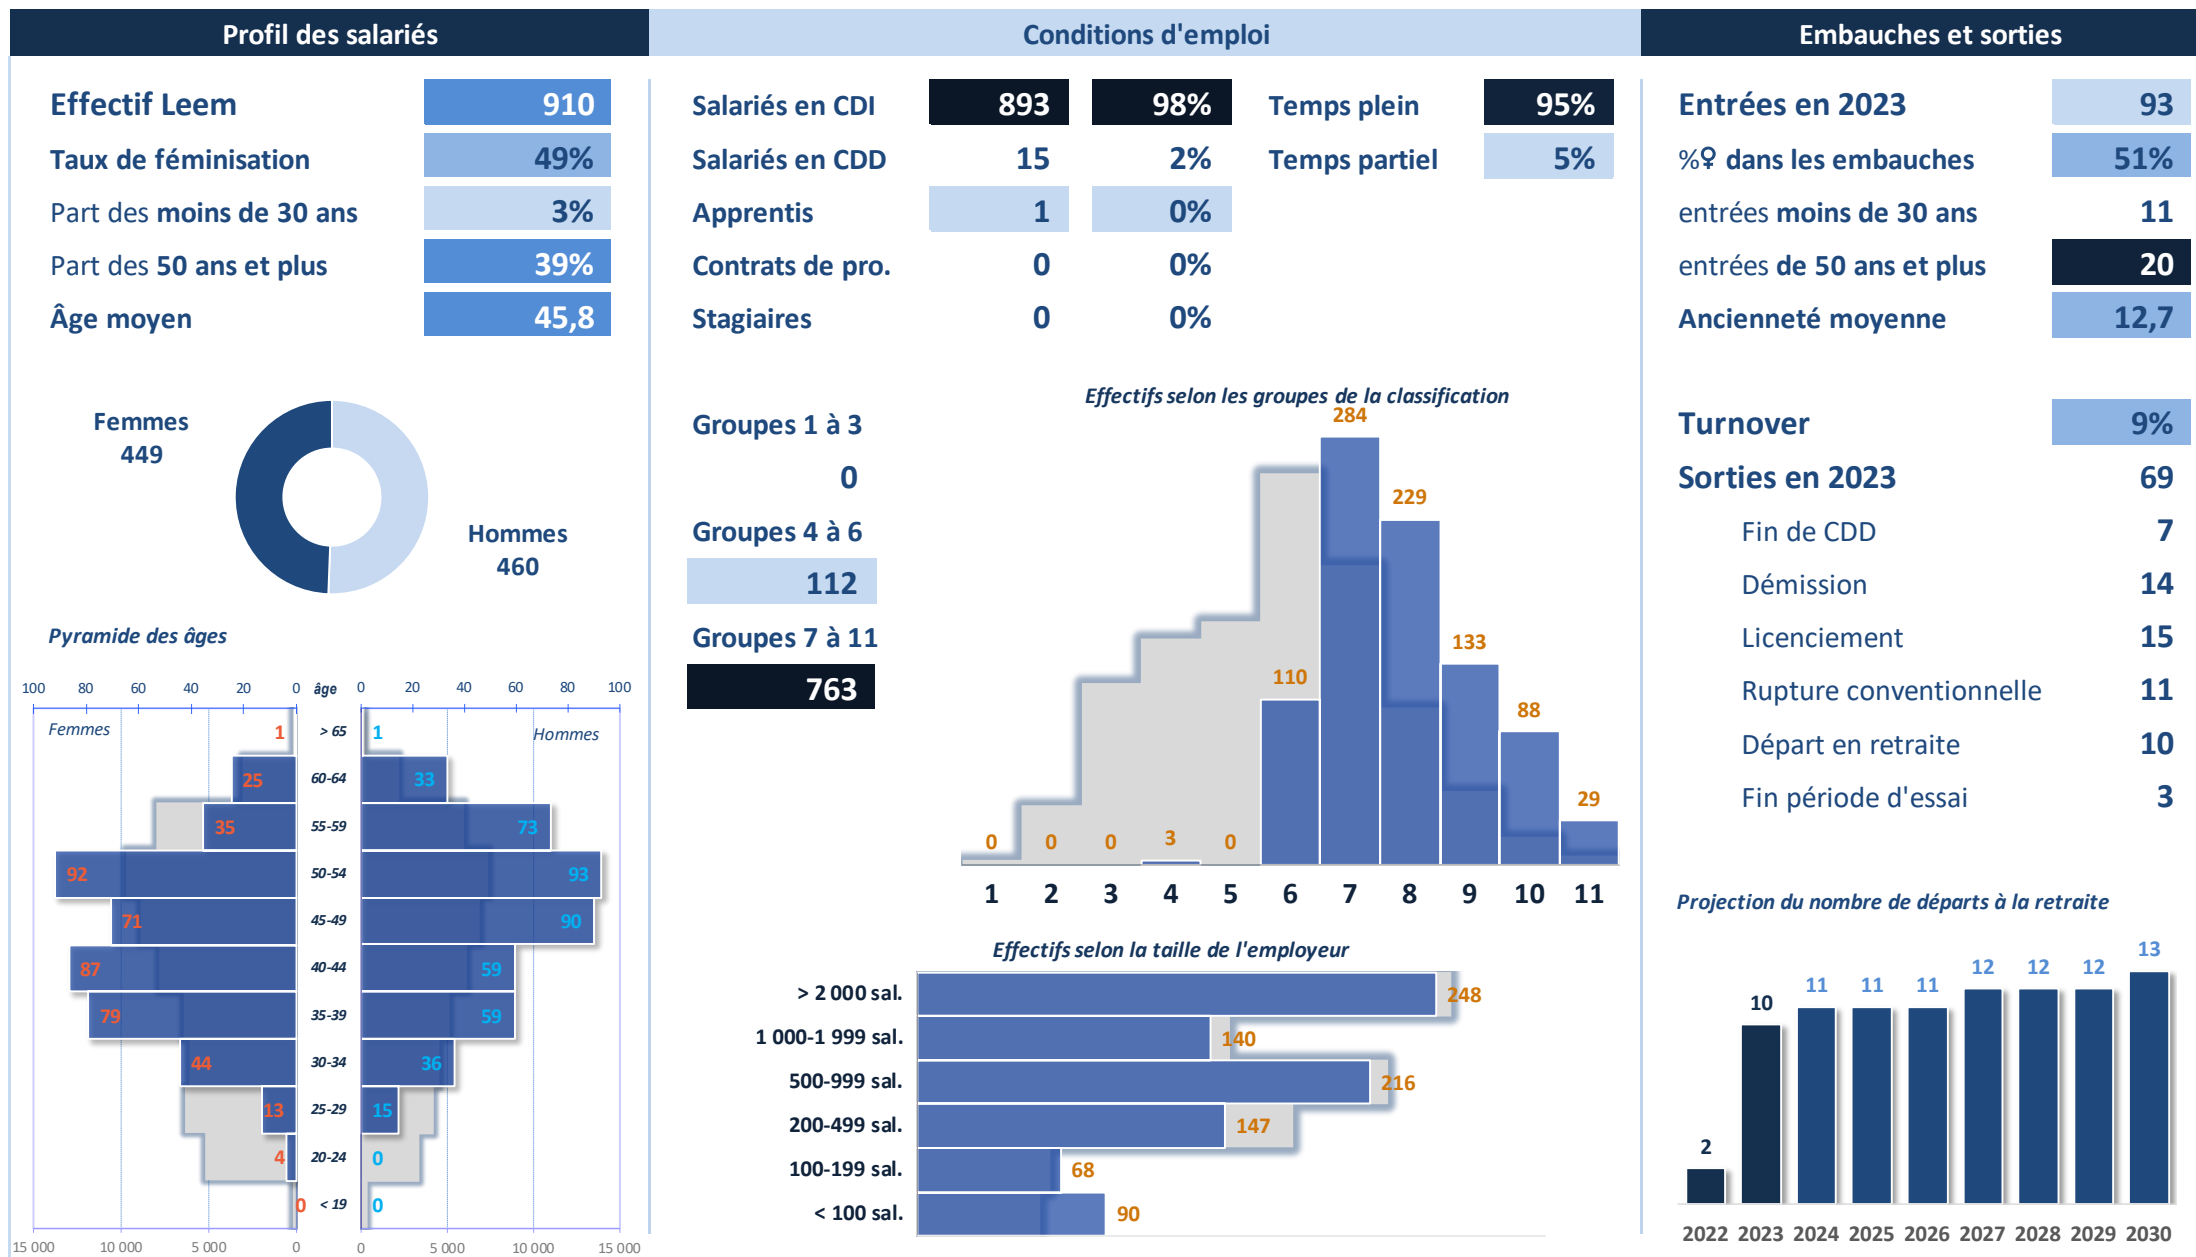 Profil des salariés
Effectif Leem 910
Taux de féminisation 49%
Part des moins de 30 ans 3%
Part des 50 ans et plus 39%
Âge moyen 45,8
Femmes
449
Hommes
460
Pyramide des âges
100 80 60 40 20 0 âge 0 20 40 60 80 100
Femmes Hommes
1 > 65 1
25 60-64 33
35 55-59 73
92 50-54 93
71 45-49 90
87 40-44 59
79 35-39 59
44 30-34 36
13 25-29 15
4 20-24 0
0 < 19 0
15 000 10 000 5 000 0 0 5 000 10 000 15 000
Conditions d'emploi
Salariés en CDI 893 98% Temps plein 95%
Salariés en CDD 15 2% Temps partiel 5%
Apprentis 1 0%
Contrats de pro. 0 0%
Stagiaires 0 0%
Groupes 1 à 3
0
Groupes 4 à 6
112
Groupes 7 à 11
763
Effectifs selon les groupes de la classification
0 0 0 3 0 110 284 229 133 88 29
1 2 3 4 5 6 7 8 9 10 11
Effectifs selon la taille de l'employeur
> 2 000 sal. 248
1 000-1 999 sal. 140
500-999 sal. 216
200-499 sal. 147
100-199 sal. 68
< 100 sal. 90
Embauches et sorties
Entrées en 2023 93
%♀ dans les embauches 51%
entrées moins de 30 ans 11
entrées de 50 ans et plus 20
Ancienneté moyenne 12,7
Turnover 9%
Sorties en 2023 69
Fin de CDD 7
Démission 14
Licenciement 15
Rupture conventionnelle 11
Départ en retraite 10
Fin période d'essai 3
Projection du nombre de départs à la retraite
2 10 11 11 11 12 12 12 13
2022 2023 2024 2025 2026 2027 2028 2029 2030